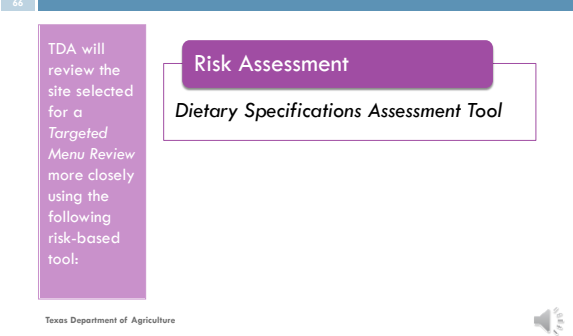 66
TDA will
review the
site selected
for a
Targeted
Menu Review
more closely
using the
following
risk-based
tool:
Risk Assessment
Dietary Specifications Assessment Tool
Texas Department of Agriculture